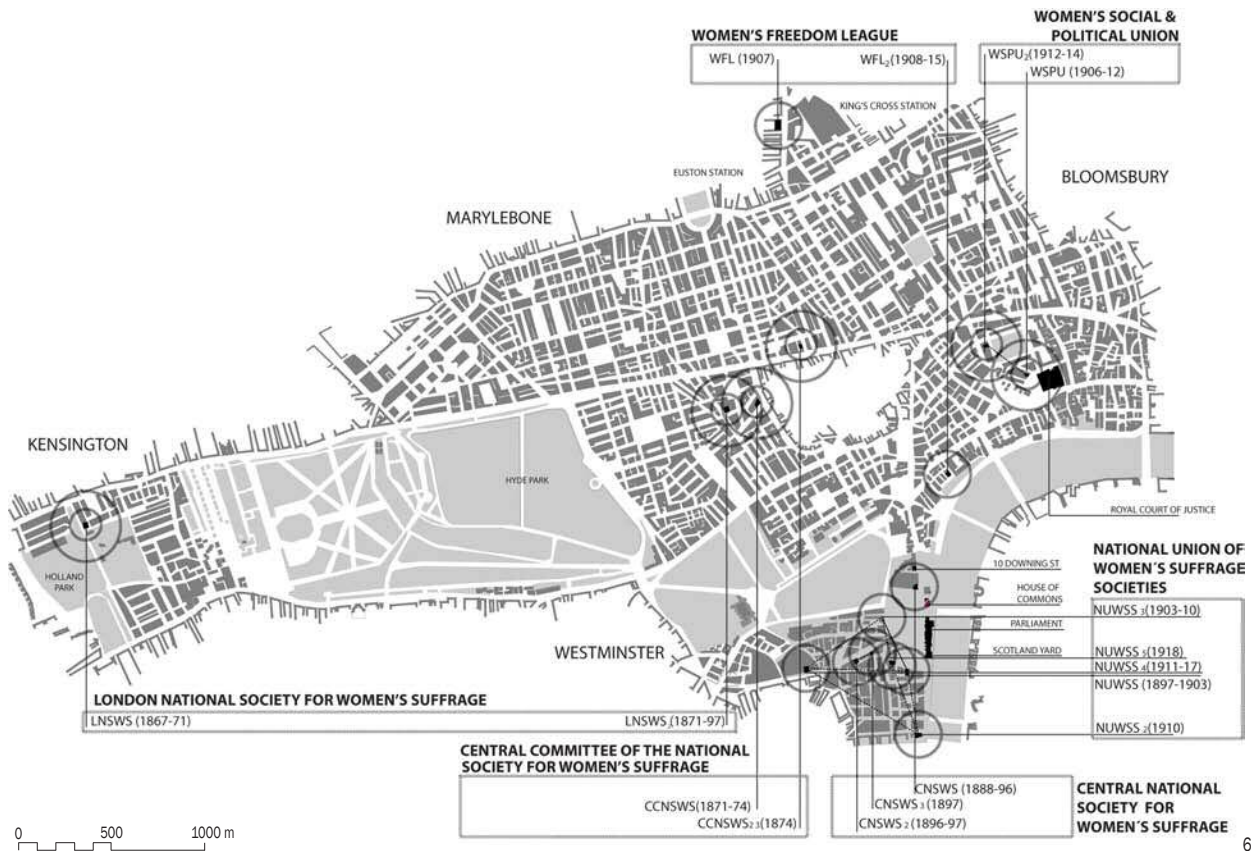 WOMEN'S FREEDOM LEAGUE
WFL (1907)
WFL₂(1908-15)
WOMEN'S SOCIAL &
POLITICAL UNION
WSPU₂(1912-14)
WSPU (1906-12)
KING'S CROSS STATION
EUSTON STATION
BLOOMSBURY
MARYLEBONE
KENSINGTON
HYDE PARK
HOLLAND
PARK
WESTMINSTER
ROYAL COURT OF JUSTICE
10 DOWNING ST
HOUSE OF
COMMONS
PARLIAMENT
SCOTLAND YARD
NATIONAL UNION OF
WOMEN´S SUFFRAGE
SOCIETIES
NUWSS ₃(1903-10)
NUWSS ₅(1918)
NUWSS ₄(1911-17)
NUWSS (1897-1903)
NUWSS ₂(1910)
LONDON NATIONAL SOCIETY FOR WOMEN'S SUFFRAGE
LNSWS (1867-71)
LNSWS (1871-97)
CENTRAL COMMITTEE OF THE NATIONAL
SOCIETY FOR WOMEN'S SUFFRAGE
CCNSWS(1871-74)
CCNSWS₂ ₃(1874)
CNSWS (1888-96)
CNSWS ₃ (1897)
CNSWS ₂ (1896-97)
CENTRAL NATIONAL
SOCIETY FOR
WOMEN´S SUFFRAGE
0 500 1000 m
6